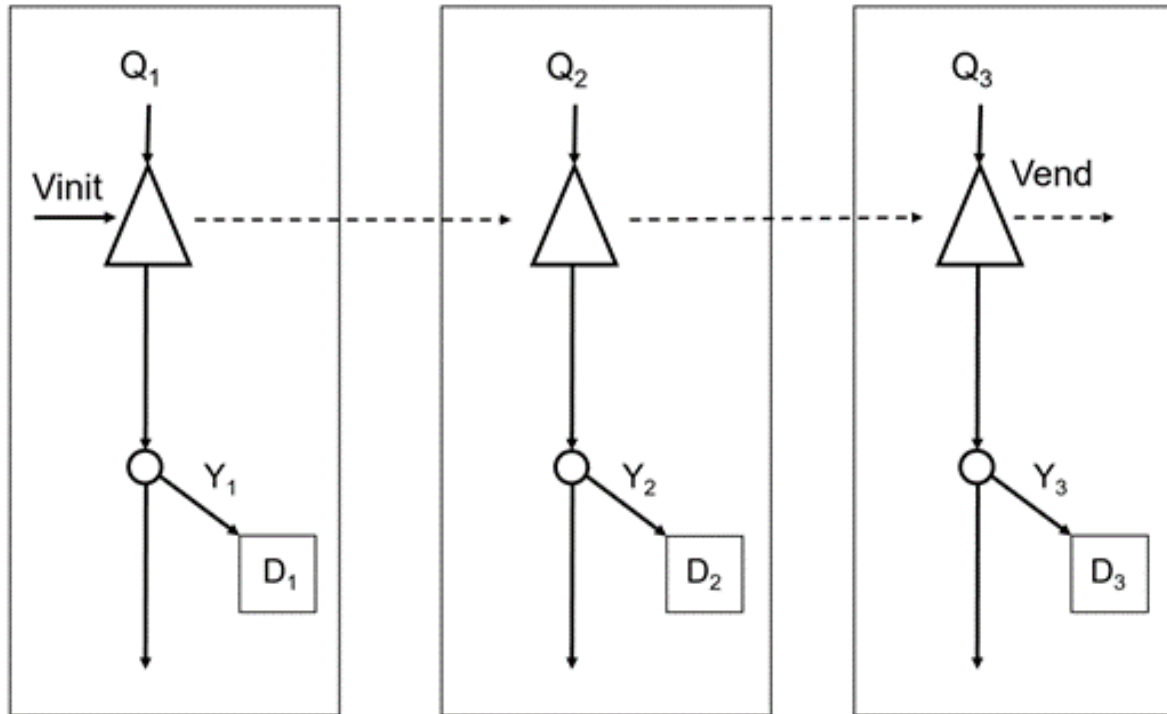 Q₁
Q₂
Q₃
Vinit
Vend
Y₁
Y₂
Y₃
D₁
D₂
D₃